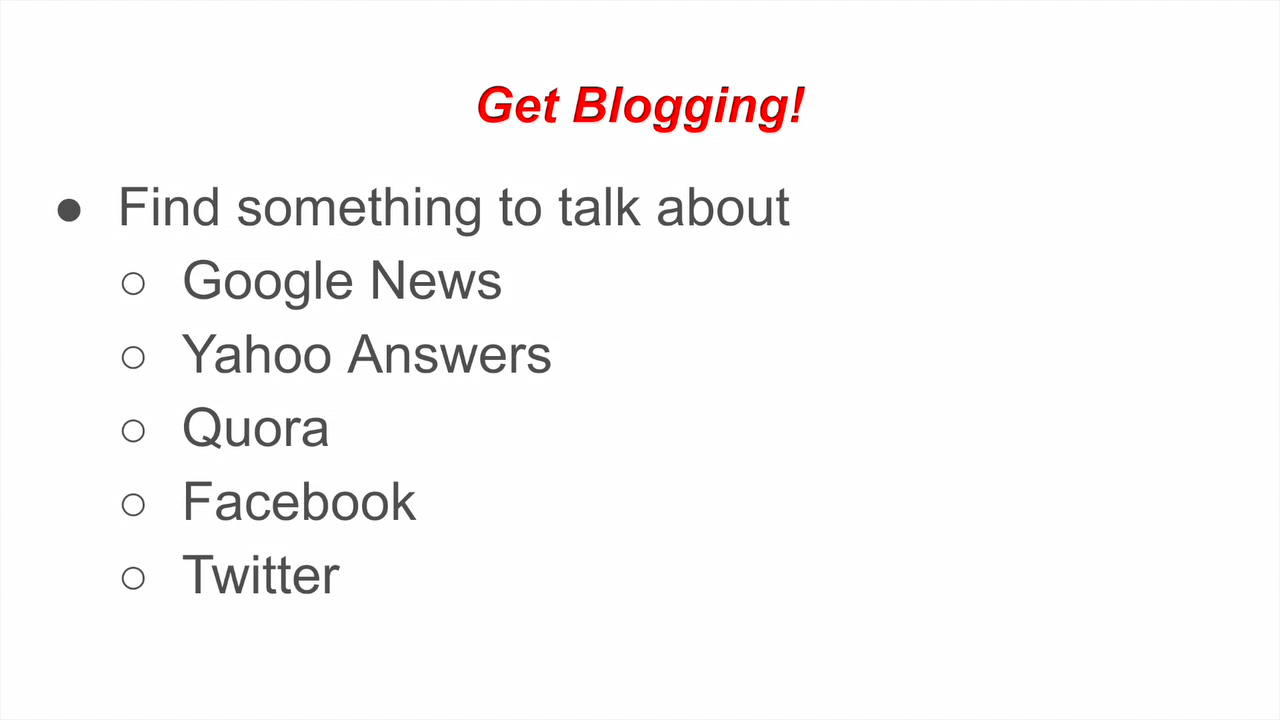 Get Blogging!
● Find something to talk about
○ Google News
○ Yahoo Answers
○ Quora
○ Facebook
○ Twitter